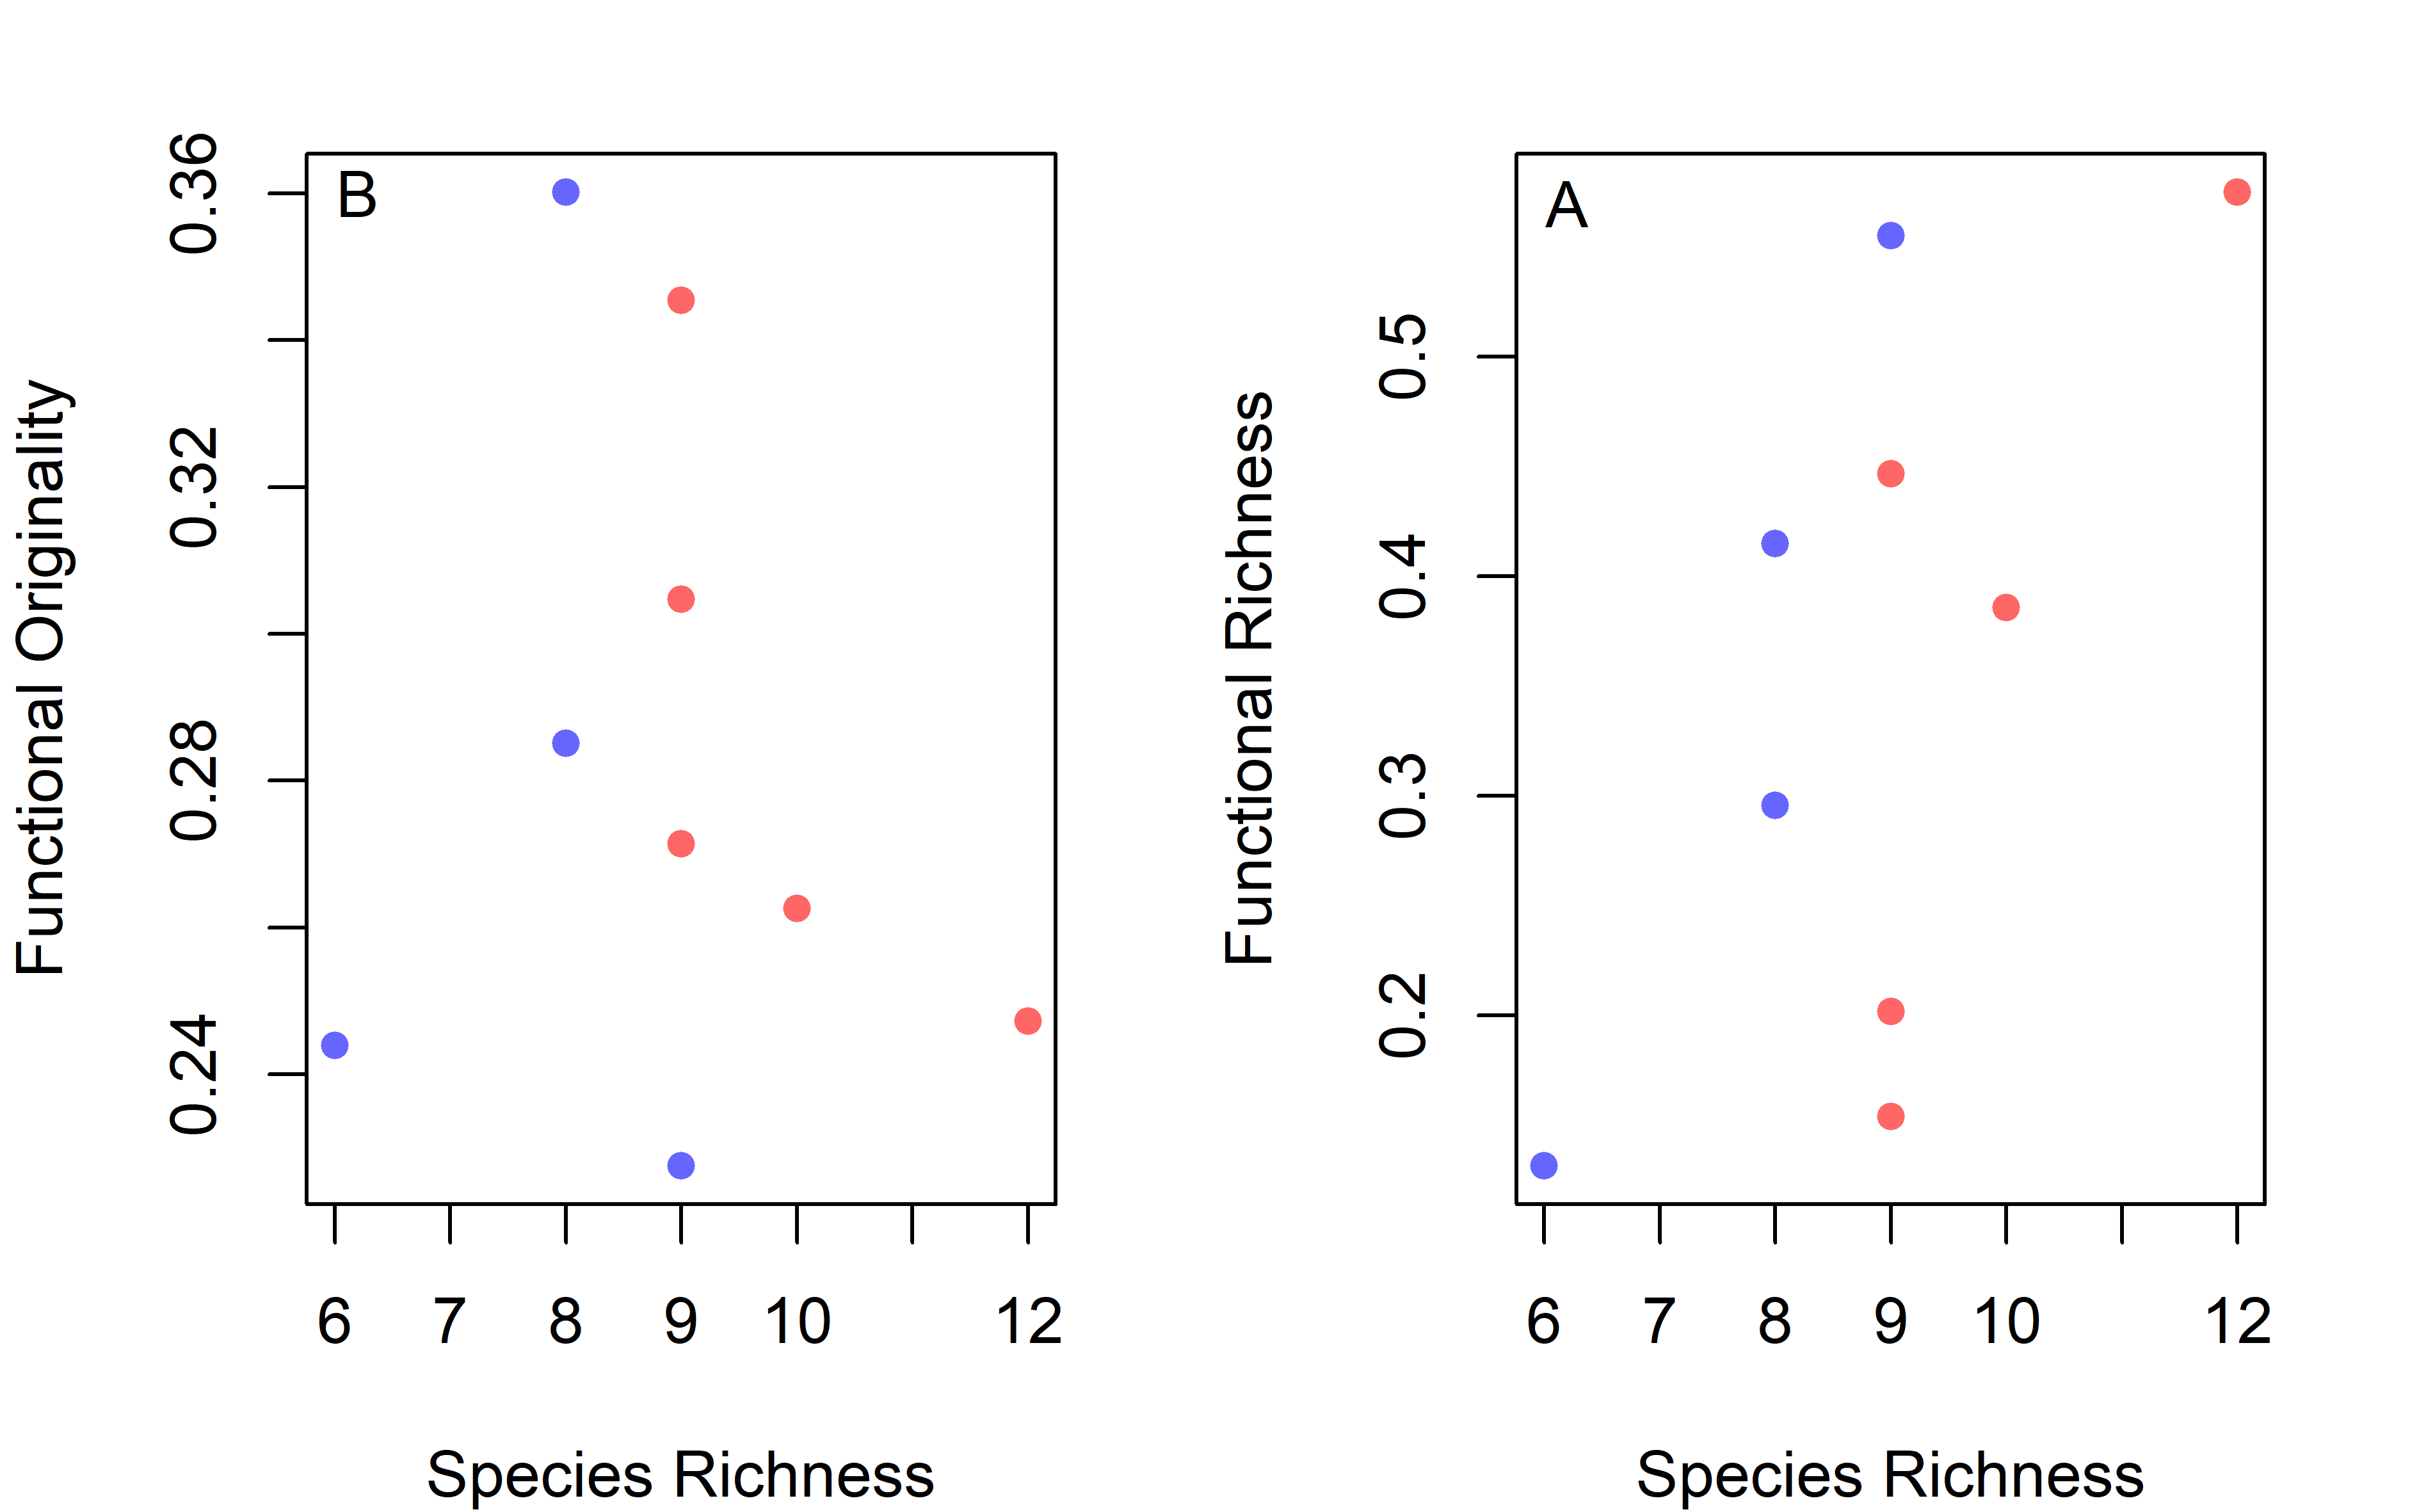 B
Functional Originality
0.36
0.32
0.28
0.24
6 7 8 9 10 12
Species Richness
A
Functional Richness
0.5
0.4
0.3
0.2
6 7 8 9 10 12
Species Richness